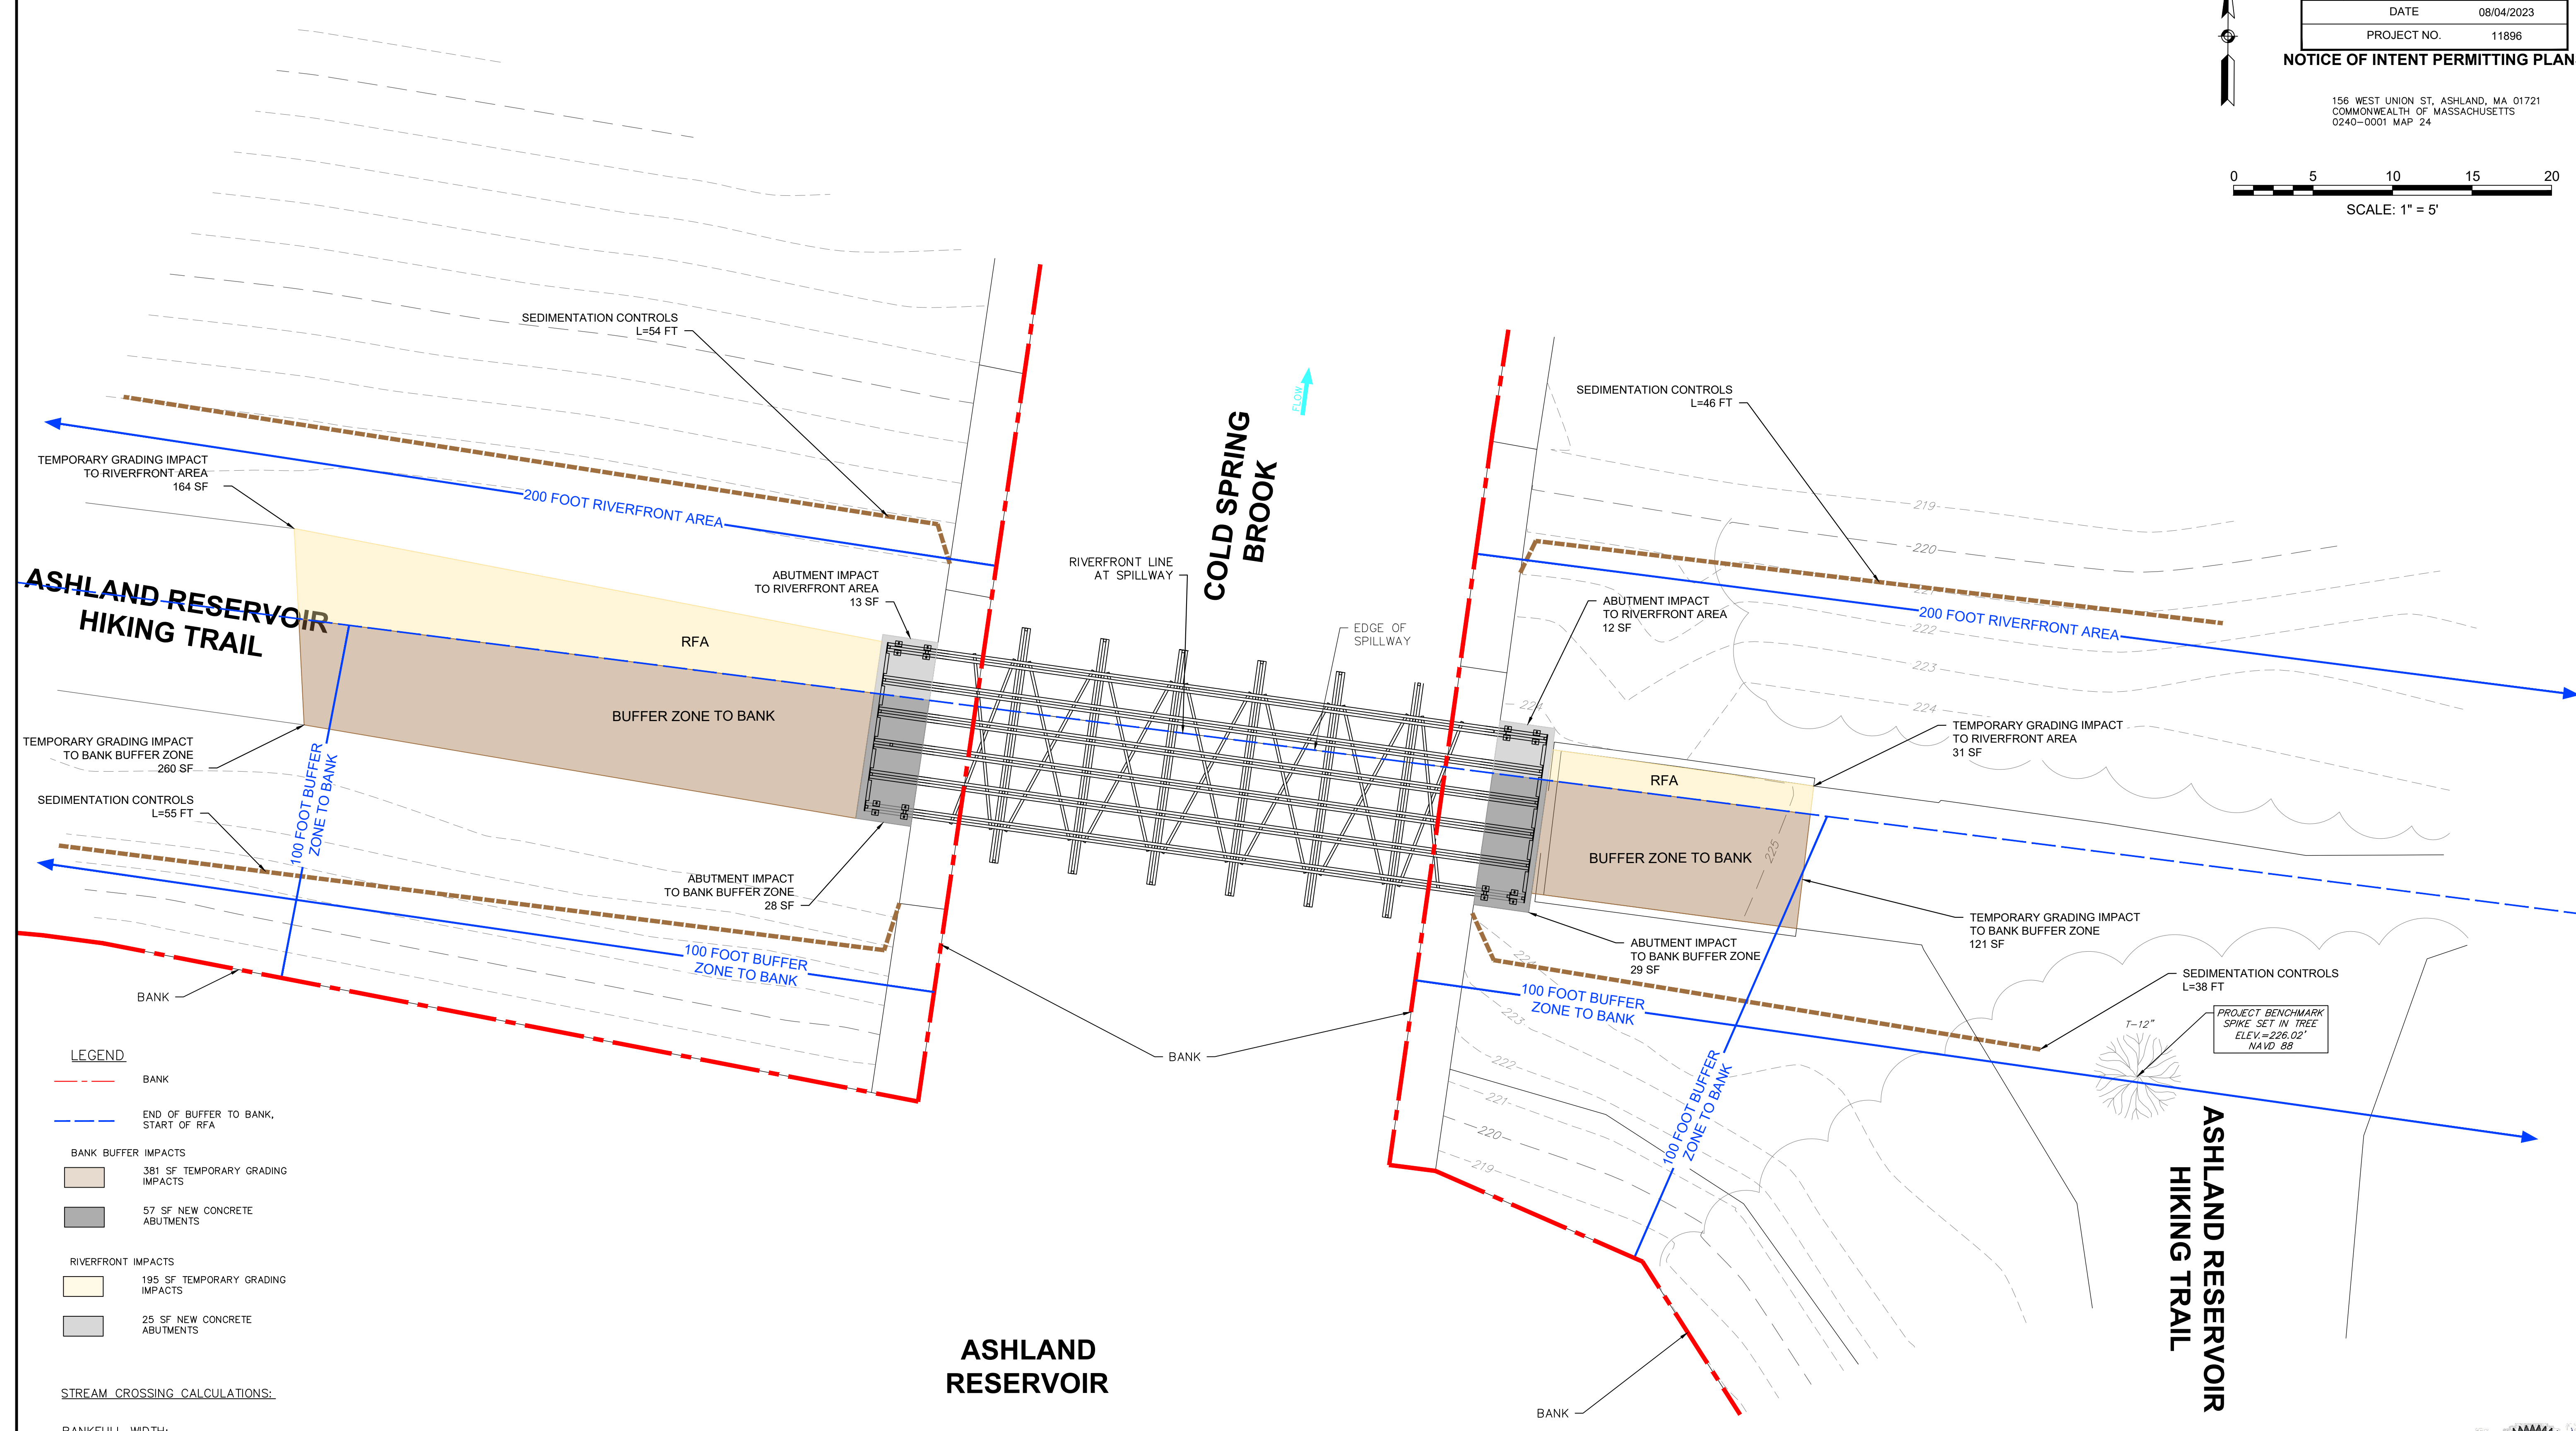 DATE 08/04/2023
PROJECT NO. 11896
NOTICE OF INTENT PERMITTING PLAN
156 WEST UNION ST, ASHLAND, MA 01721
COMMONWEALTH OF MASSACHUSETTS
0240-0001 MAP 24
0 5 10 15 20
SCALE: 1" = 5'
SEDIMENTATION CONTROLS
L=54 FT
TEMPORARY GRADING IMPACT
TO RIVERFRONT AREA
164 SF
200 FOOT RIVERFRONT AREA
ASHLAND RESERVOIR
HIKING TRAIL
ABUTMENT IMPACT
TO RIVERFRONT AREA
13 SF
RFA
BUFFER ZONE TO BANK
TEMPORARY GRADING IMPACT
TO BANK BUFFER ZONE
260 SF
SEDIMENTATION CONTROLS
L=55 FT
100 FOOT BUFFER
ZONE TO BANK
ABUTMENT IMPACT
TO BANK BUFFER ZONE
28 SF
100 FOOT BUFFER
ZONE TO BANK
BANK
FLOW
COLD SPRING
BROOK
RIVERFRONT LINE
AT SPILLWAY
EDGE OF
SPILLWAY
BANK
SEDIMENTATION CONTROLS
L=46 FT
219
220
221
200 FOOT RIVERFRONT AREA
222
223
224
224
ABUTMENT IMPACT
TO RIVERFRONT AREA
12 SF
TEMPORARY GRADING IMPACT
TO RIVERFRONT AREA
31 SF
RFA
BUFFER ZONE TO BANK
225
TEMPORARY GRADING IMPACT
TO BANK BUFFER ZONE
121 SF
ABUTMENT IMPACT
TO BANK BUFFER ZONE
29 SF
224
100 FOOT BUFFER
ZONE TO BANK
223
222
221
220
219
100 FOOT BUFFER
ZONE TO BANK
SEDIMENTATION CONTROLS
L=38 FT
T-12"
PROJECT BENCHMARK
SPIKE SET IN TREE
ELEV.=226.02'
NAVD 88
ASHLAND RESERVOIR
HIKING TRAIL
BANK
ASHLAND
RESERVOIR
LEGEND
BANK
END OF BUFFER TO BANK,
START OF RFA
BANK BUFFER IMPACTS
381 SF TEMPORARY GRADING
IMPACTS
57 SF NEW CONCRETE
ABUTMENTS
RIVERFRONT IMPACTS
195 SF TEMPORARY GRADING
IMPACTS
25 SF NEW CONCRETE
ABUTMENTS
STREAM CROSSING CALCULATIONS:
BANKFULL WIDTH: